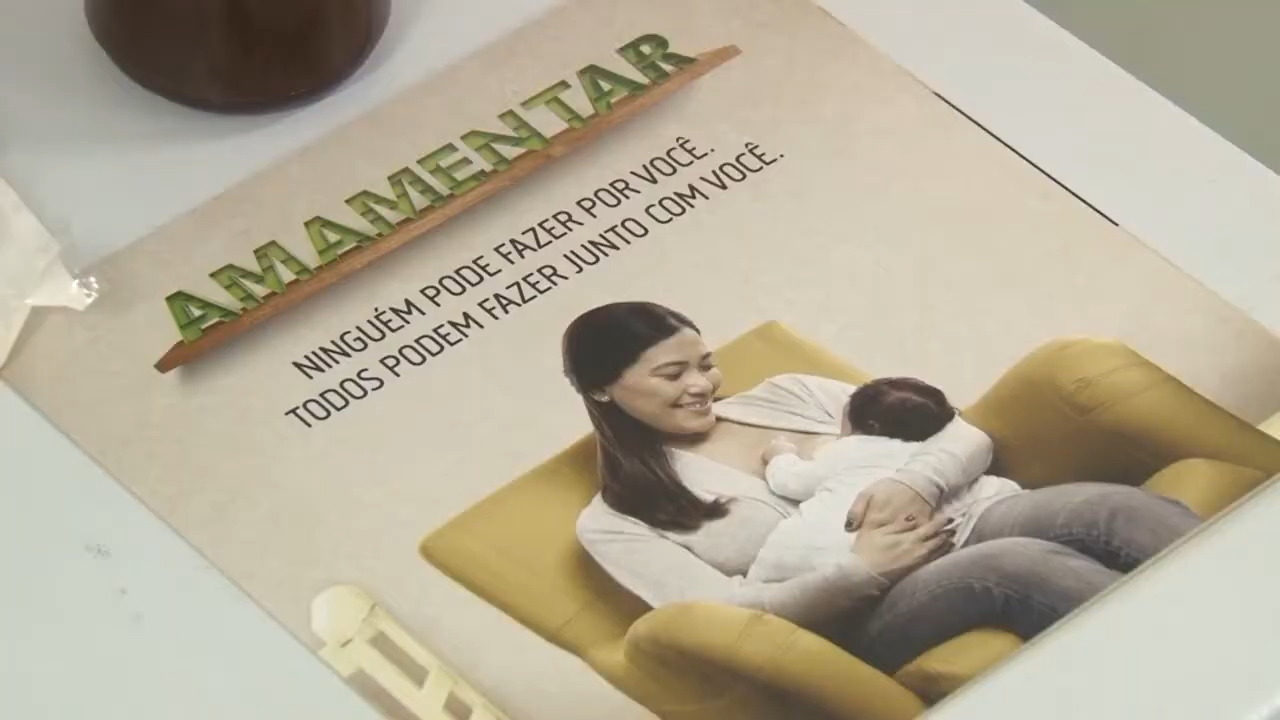 AMAMENTAR
NINGUÉM PODE FAZER POR VOCÊ.
TODOS PODEM FAZER JUNTO COM VOCÊ.